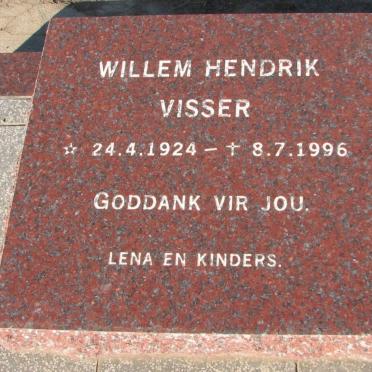 WILLEM HENDRIK
VISSER
☆ 24.4.1924 – † 8.7.1996
GODDANK VIR JOU.
LENA EN KINDERS.